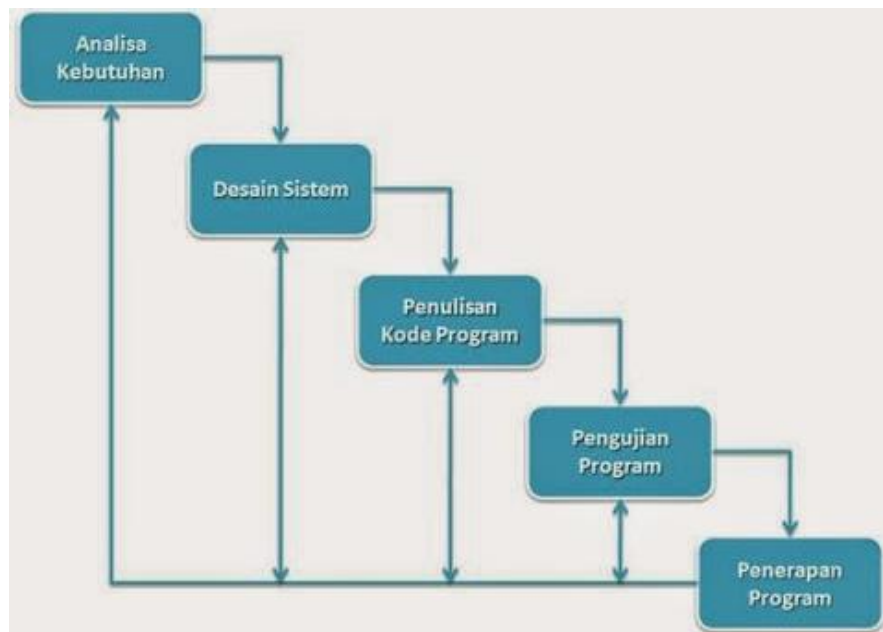 Analisa
Kebutuhan
Desain Sistem
Penulisan
Kode Program
Pengujian
Program
Penerapan
Program